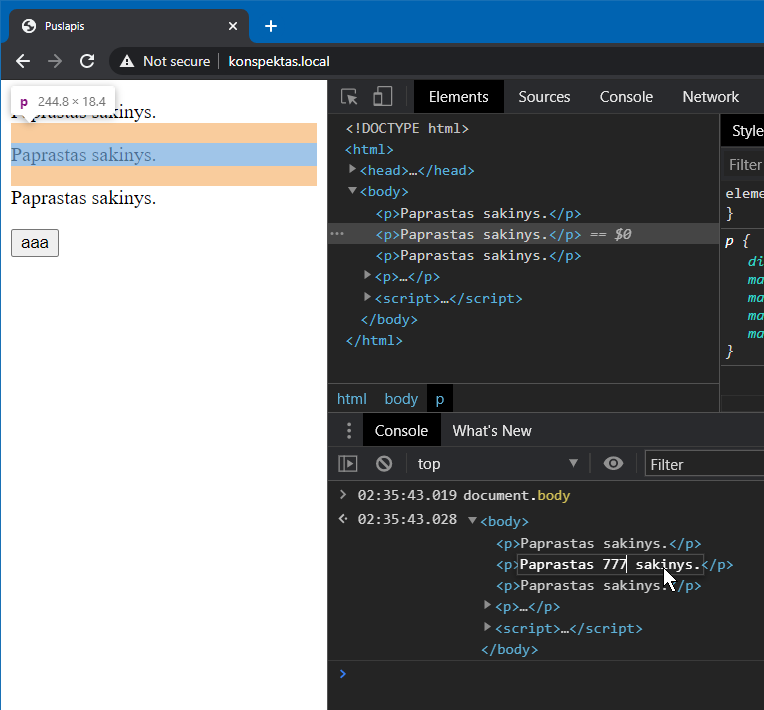 Puslapis
Not secure konspektas.local
p 244.8 × 18.4
Paprastas sakinys.
Paprastas sakinys.
Paprastas sakinys.
aaa
Elements Sources Console Network
<!DOCTYPE html>
<html>
<head>…</head>
<body>
<p>Paprastas sakinys.</p>
<p>Paprastas sakinys.</p> == $0
<p>Paprastas sakinys.</p>
<p>…</p>
<script>…</script>
</body>
</html>
html body p
Style
Filter
eleme
}
p {
di
ma
ma
ma
ma
}
Console What's New
top Filter
02:35:43.019 document.body
02:35:43.028 <body>
<p>Paprastas sakinys.</p>
<p>Paprastas 777 sakinys.</p>
<p>Paprastas sakinys.</p>
<p>…</p>
<script>…</script>
</body>